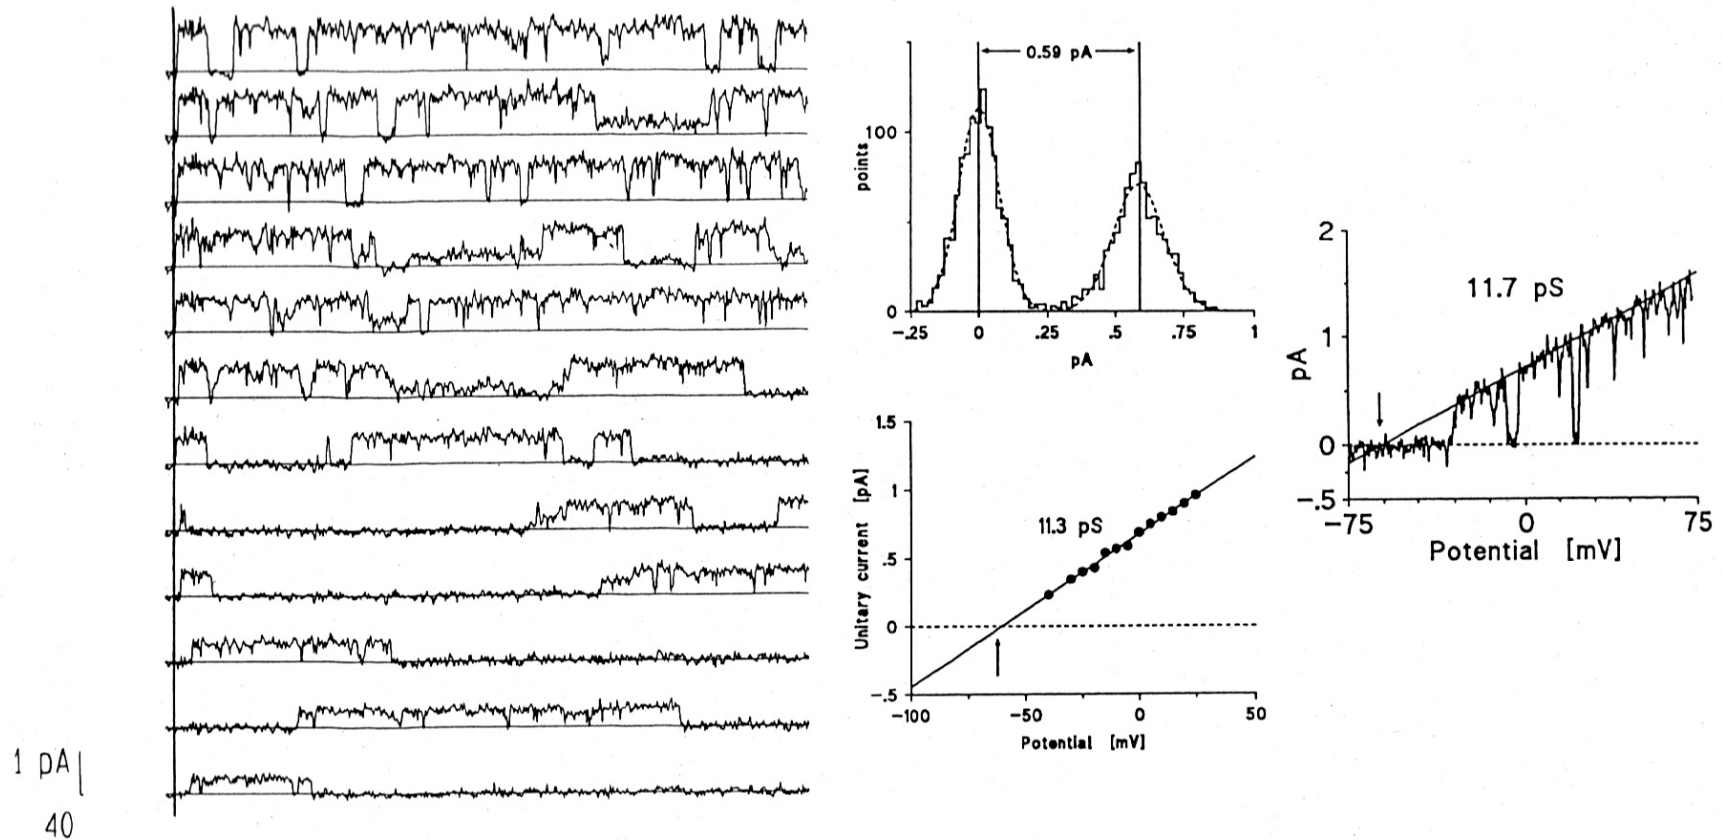 1 pA
40
0.59 pA
100
points
0
-.25
0
.25
.5
.75
1
pA
1.5
1
.5
0
-.5
Unitary current [pA]
11.3 pS
-100
-50
0
50
Potential [mV]
2
1
0
-.5
pA
11.7 pS
-75
0
75
Potential [mV]